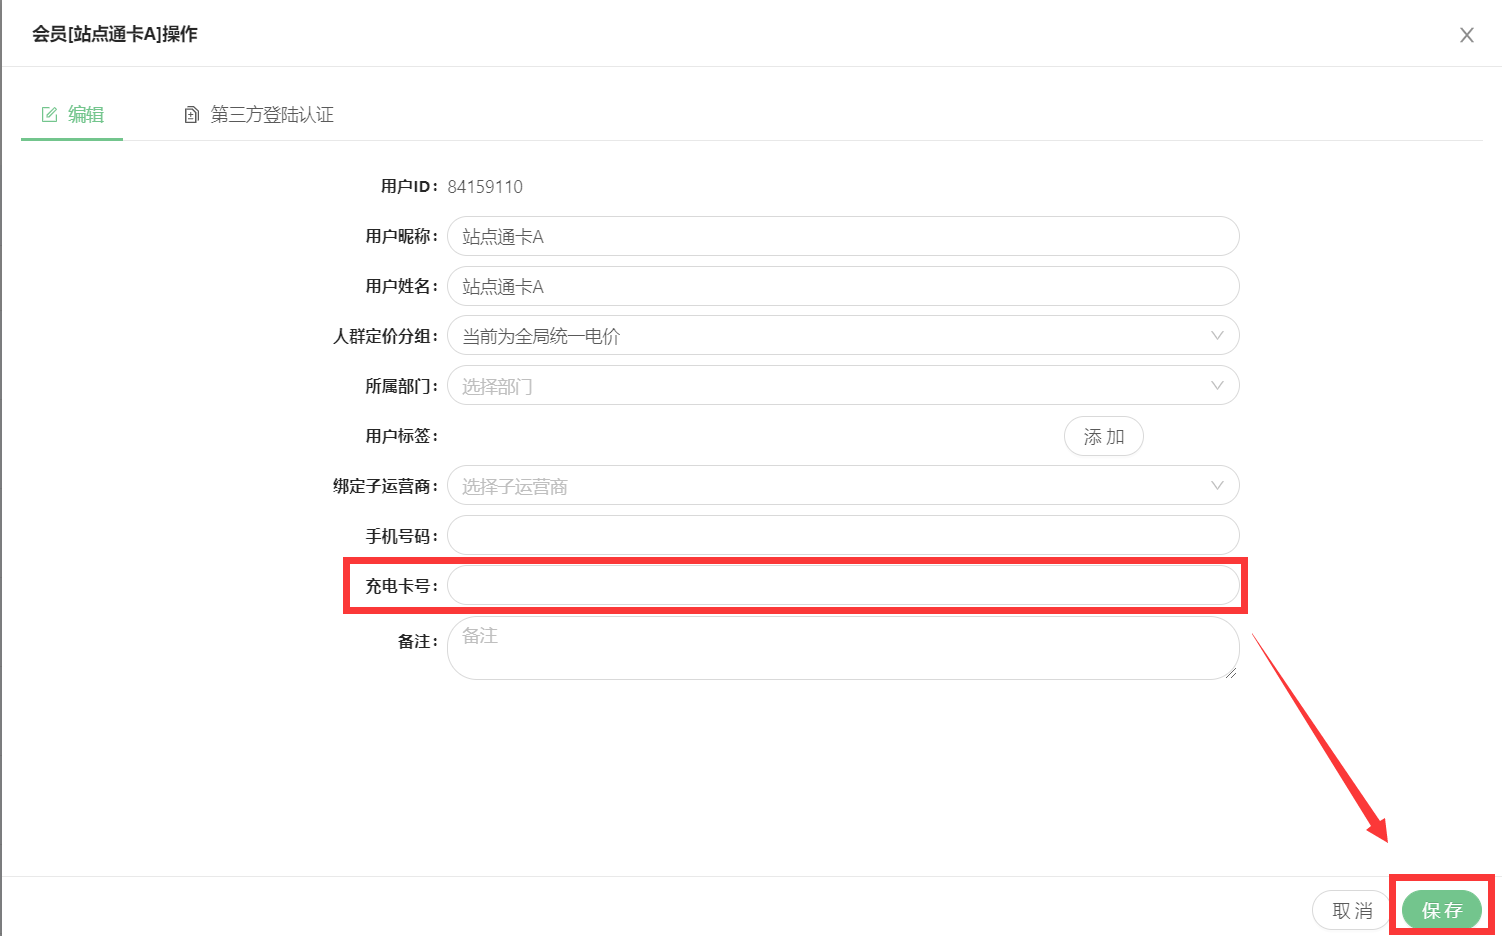 会员[站点通卡A]操作
编辑 第三方登陆认证
用户ID： 84159110
用户昵称： 站点通卡A
用户姓名： 站点通卡A
人群定价分组： 当前为全局统一电价
所属部门： 选择部门
用户标签： 添 加
绑定子运营商： 选择子运营商
手机号码：
充电卡号：
备注： 备注
取 消 保 存